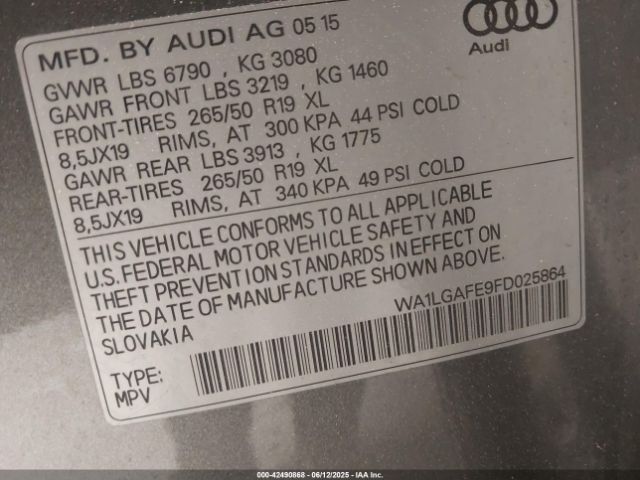 MFD. BY AUDI AG 05 15
GVWR LBS 6790 , KG 3080
GAWR FRONT LBS 3219 , KG 1460
FRONT-TIRES 265/50 R19 XL
8,5JX19 RIMS, AT 300 KPA 44 PSI COLD
GAWR REAR LBS 3913 , KG 1775
REAR-TIRES 265/50 R19 XL
8,5JX19 RIMS, AT 340 KPA 49 PSI COLD
Audi
THIS VEHICLE CONFORMS TO ALL APPLICABLE
U.S. FEDERAL MOTOR VEHICLE SAFETY AND
THEFT PREVENTION STANDARDS IN EFFECT ON
THE DATE OF MANUFACTURE SHOWN ABOVE.
SLOVAKIA
WA1LGAFE9FD025864
TYPE:
MPV
000-42490868 - 06/12/2025 - IAA Inc.